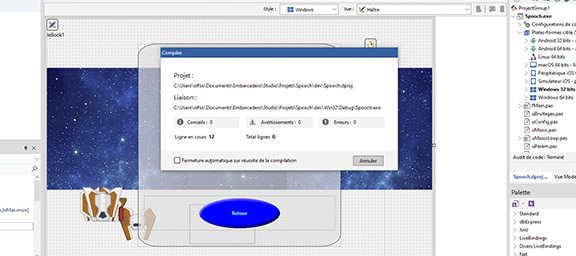 Style :
Windows
Vue :
Maître
Compiler
Projet :
C:\Users\olfso\Documents\Embarcadero\Studio\Projets\Spooch\dev\Spooch.dproj
Liaison :
C:\Users\olfso\Documents\Embarcadero\Studio\Projets\Spooch\dev\Win32\Debug\Spooch.exe
Conseils : 0
Avertissements : 0
Erreurs : 0
Ligne en cours 12
Total lignes 0
Fermeture automatique sur réussite de la compilation
Annuler
Retour
,biMaximize]
ProjectGroup1
Spooch.exe
Configurations de co
Plates-formes cible (
Android 32 bits -
Android 64 bits -
Linux 64 bits
macOS 64 bits -
Périphérique iOS
Simulateur iOS -
Windows 32 bits
Windows 64 bits
fMain.pas
uEnvitages.pas
uConfig.pas
uMusic.pas
uMusicLoop.pas
uParam.pas
Audit de code : Terminé
Spooch.dproj...
Vue Modè
Palette
Standard
dbExpress
Xml
LiveBindings
Divers LiveBindings
Net